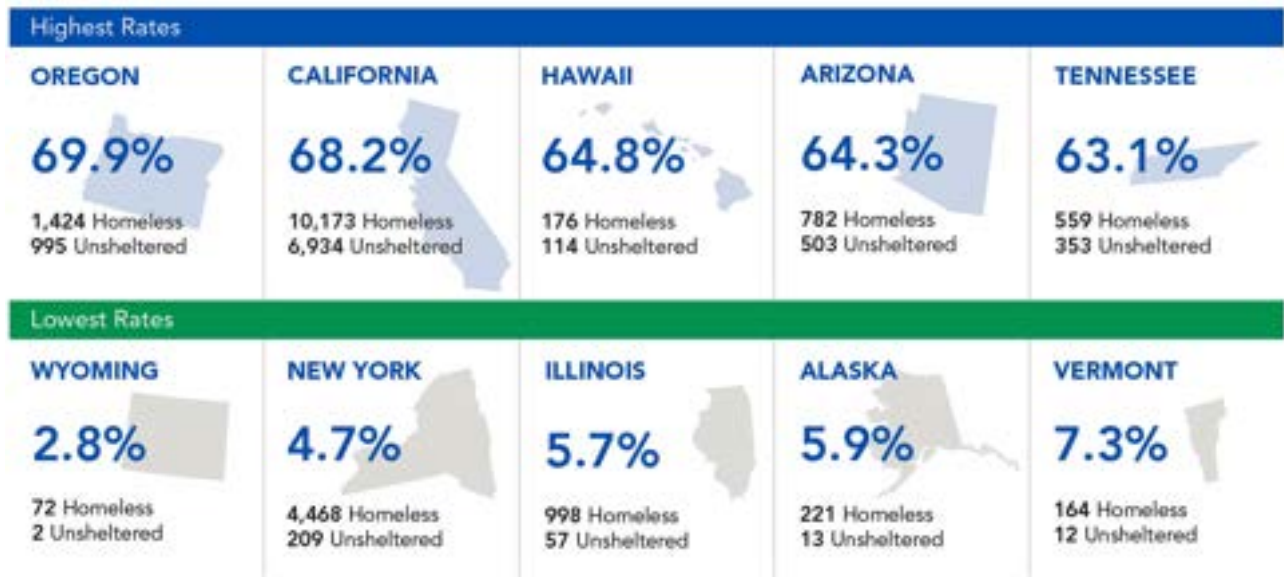 Highest Rates
OREGON
69.9%
1,424 Homeless
995 Unsheltered
CALIFORNIA
68.2%
10,173 Homeless
6,934 Unsheltered
HAWAII
64.8%
176 Homeless
114 Unsheltered
ARIZONA
64.3%
782 Homeless
503 Unsheltered
TENNESSEE
63.1%
559 Homeless
353 Unsheltered
Lowest Rates
WYOMING
2.8%
72 Homeless
2 Unsheltered
NEW YORK
4.7%
4,468 Homeless
209 Unsheltered
ILLINOIS
5.7%
998 Homeless
57 Unsheltered
ALASKA
5.9%
221 Homeless
13 Unsheltered
VERMONT
7.3%
164 Homeless
12 Unsheltered